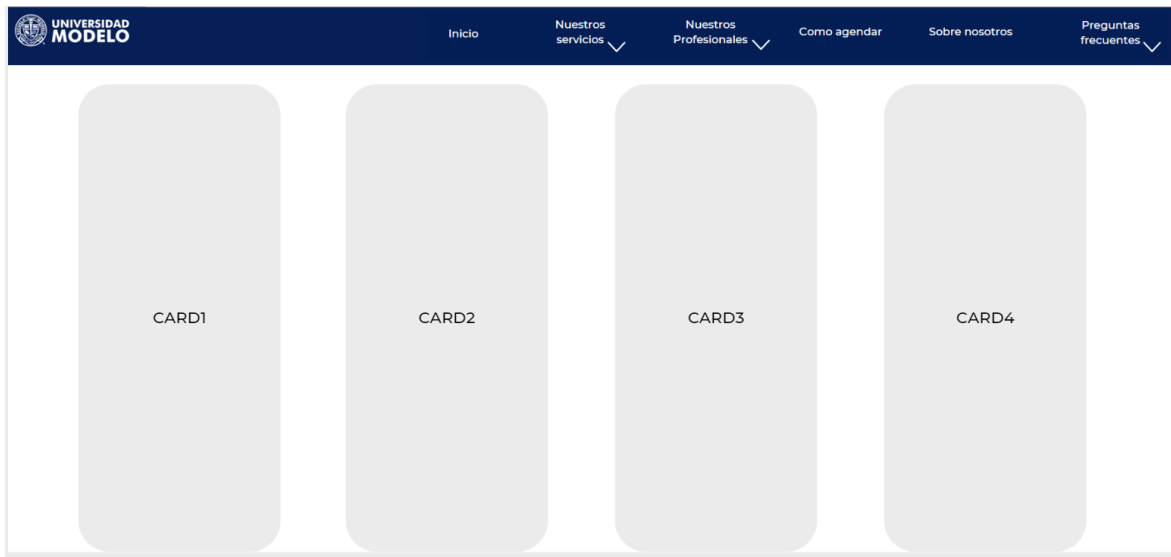 UNIVERSIDAD
MODELO
Inicio
Nuestros
servicios
Nuestros
Profesionales
Como agendar
Sobre nosotros
Preguntas
frecuentes
CARD1
CARD2
CARD3
CARD4